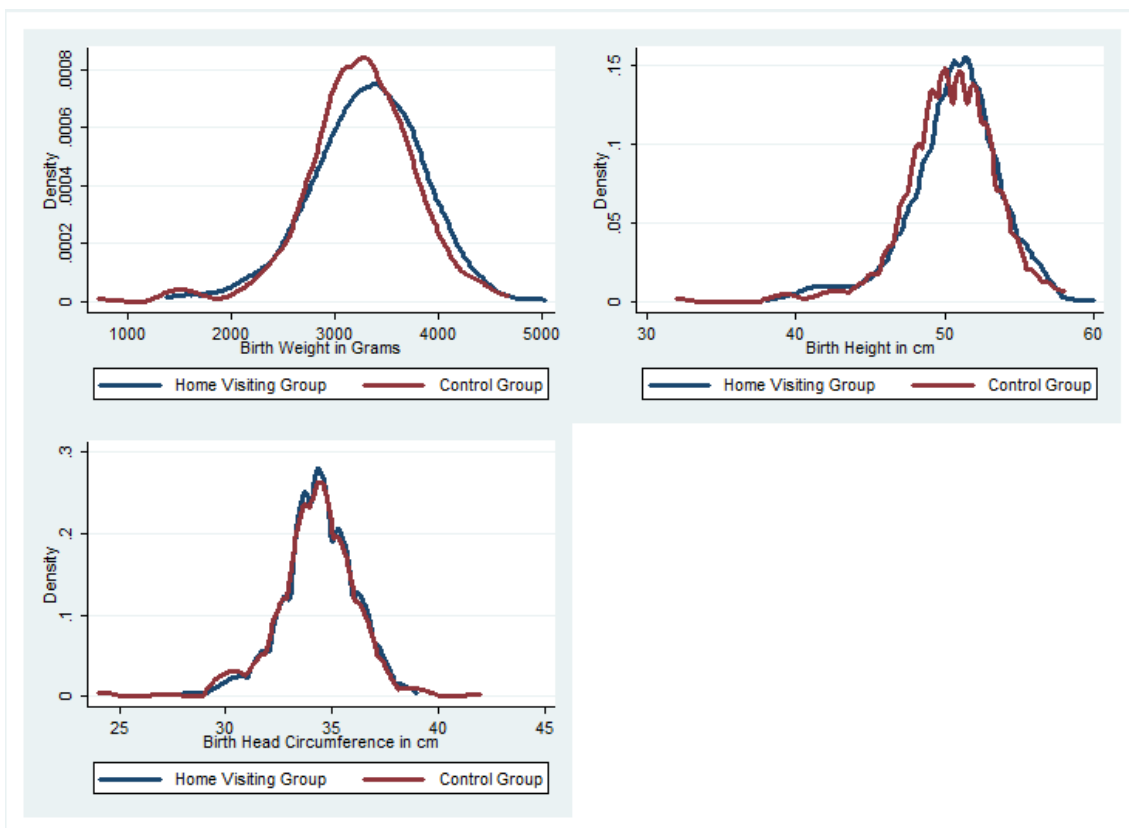 Density
0 .0002 .0004 .0006 .0008
1000 2000 3000 4000 5000
Birth Weight in Grams
Home Visiting Group Control Group
Density
0 .05 .1 .15
30 40 50 60
Birth Height in cm
Home Visiting Group Control Group
Density
0 .1 .2 .3
25 30 35 40 45
Birth Head Circumference in cm
Home Visiting Group Control Group